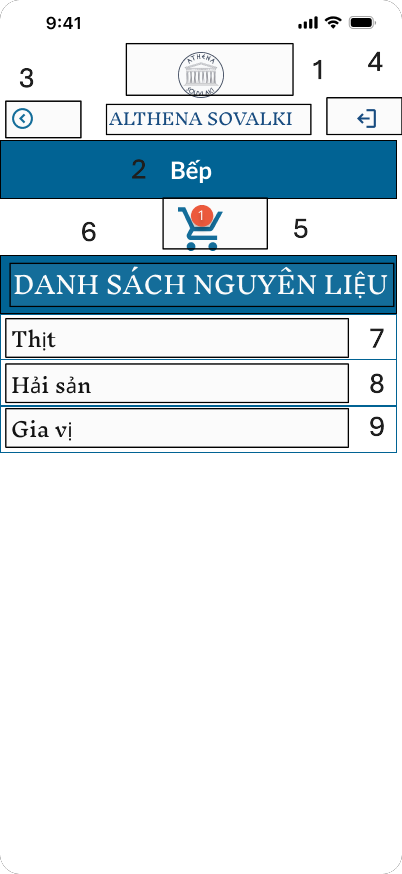 9:41
ATHENA
SOVALKI
1
4
3
ALTHENA SOVALKI
2
Bếp
1
6
5
DANH SÁCH NGUYÊN LIỆU
Thịt
7
Hải sản
8
Gia vị
9